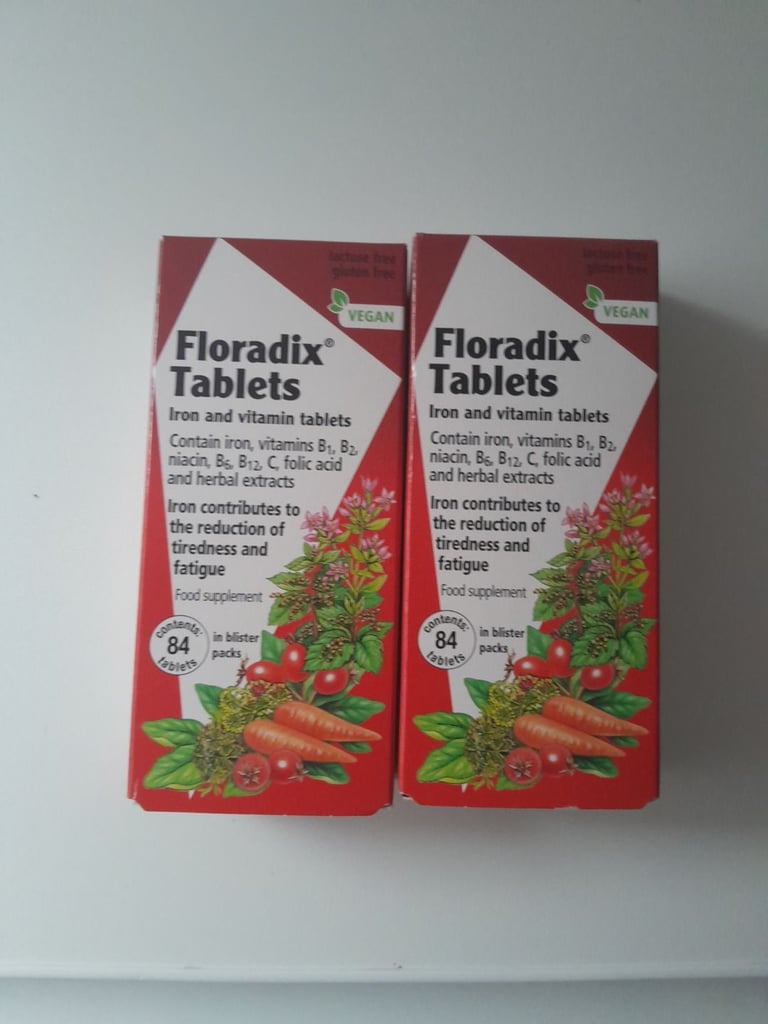 lactose free
gluten free
VEGAN
Floradix®
Tablets
Iron and vitamin tablets
Contain iron, vitamins B1, B2,
niacin, B6, B12, C, folic acid
and herbal extracts
Iron contributes to
the reduction of
tiredness and
fatigue
Food supplement
contents:
84
tablets
in blister
packs
lactose free
gluten free
VEGAN
Floradix®
Tablets
Iron and vitamin tablets
Contain iron, vitamins B1, B2,
niacin, B6, B12, C, folic acid
and herbal extracts
Iron contributes to
the reduction of
tiredness and
fatigue
Food supplement
contents:
84
tablets
in blister
packs